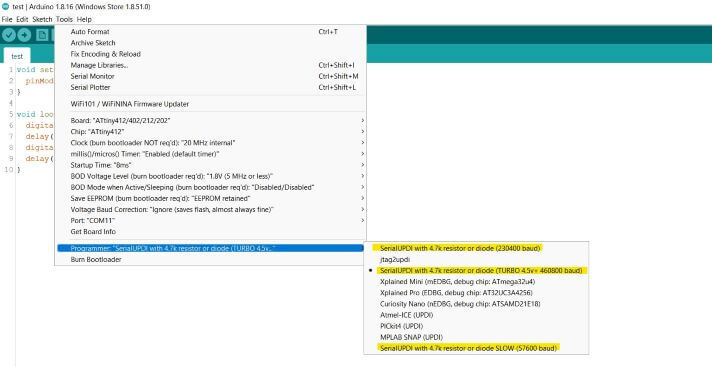 test | Arduino 1.8.16 (Windows Store 1.8.51.0)
File Edit Sketch Tools Help
test
Auto Format Ctrl+T
Archive Sketch
Fix Encoding & Reload
Manage Libraries... Ctrl+Shift+I
Serial Monitor Ctrl+Shift+M
Serial Plotter Ctrl+Shift+L
WiFi101 / WiFiNINA Firmware Updater
Board: "ATtiny412/402/212/202"
Chip: "ATtiny412"
Clock (burn bootloader NOT req'd): "20 MHz internal"
millis()/micros() Timer: "Enabled (default timer)"
Startup Time: "8ms"
BOD Voltage Level (burn bootloader req'd): "1.8V (5 MHz or less)"
BOD Mode when Active/Sleeping (burn bootloader req'd): "Disabled/Disabled"
Save EEPROM (burn bootloader req'd): "EEPROM retained"
Voltage Baud Correction: "Ignore (saves flash, almost always fine)"
Port: "COM11"
Get Board Info
Programmer: "SerialUPDI with 4.7k resistor or diode (TURBO 4.5v..."
Burn Bootloader
1 void set
2 pinMod
3 }
4
5 void loo
6 digita
7 delay(
8 digita
9 delay(
10 }
SerialUPDI with 4.7k resistor or diode (230400 baud)
jtag2updi
SerialUPDI with 4.7k resistor or diode (TURBO 4.5v+ 460800 baud)
Xplained Mini (mEDBG, debug chip: ATmega32u4)
Xplained Pro (EDBG, debug chip: AT32UC3A4256)
Curiosity Nano (nEDBG, debug chip: ATSAMD21E18)
Atmel-ICE (UPDI)
PICkit4 (UPDI)
MPLAB SNAP (UPDI)
SerialUPDI with 4.7k resistor or diode SLOW (57600 baud)